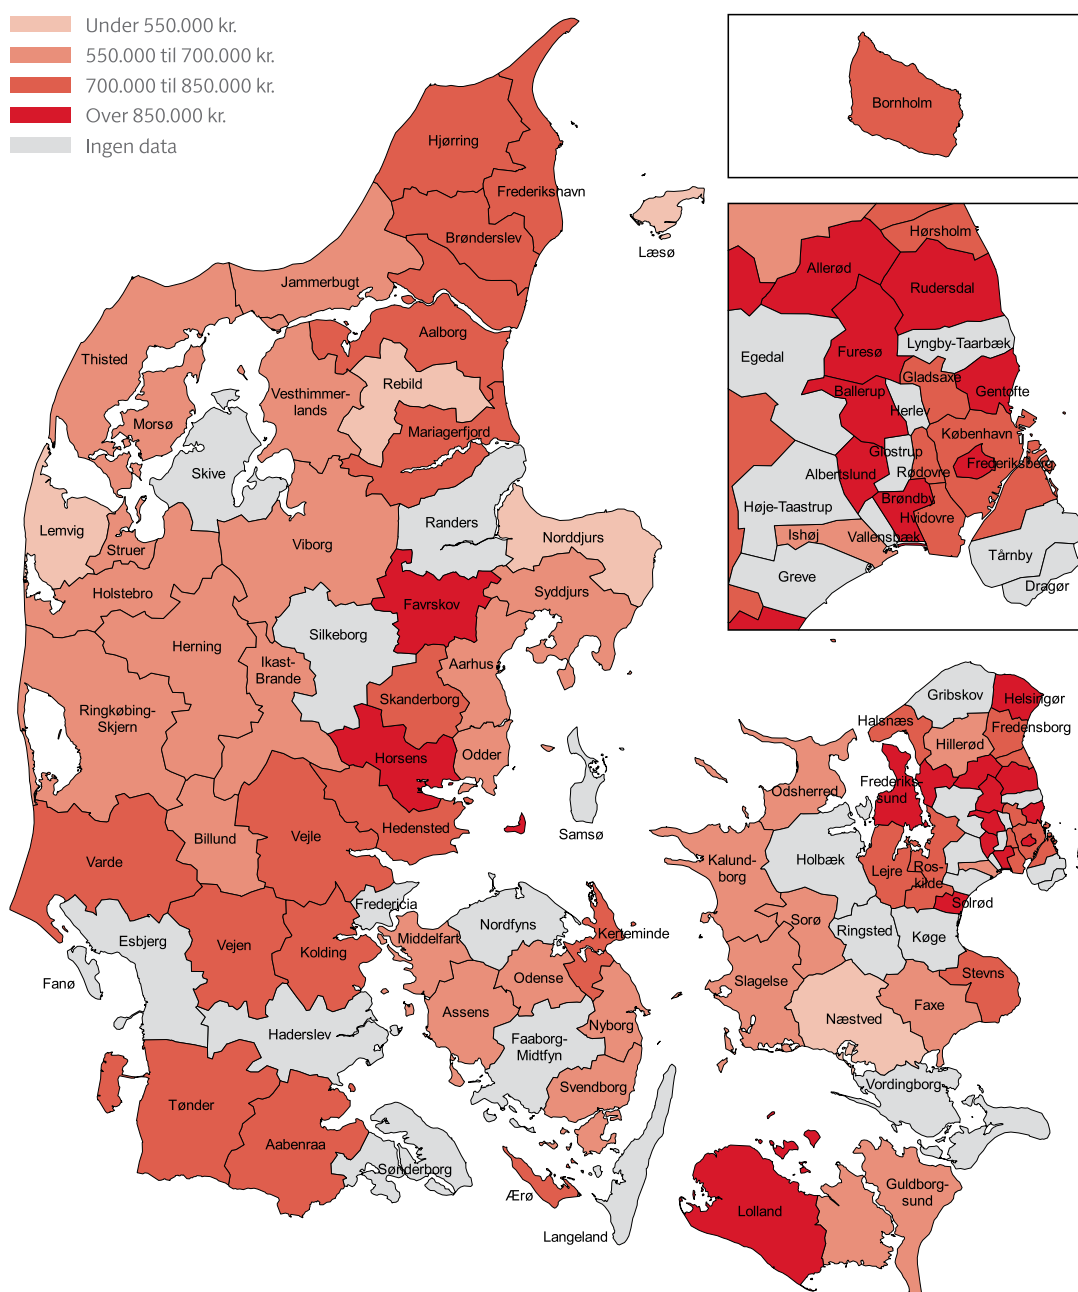 Under 550.000 kr.
550.000 til 700.000 kr.
700.000 til 850.000 kr.
Over 850.000 kr.
Ingen data
Bornholm
Hjørring
Frederikshavn
Brønderslev
Læsø
Jammerbugt
Aalborg
Thisted
Rebild
Vesthimmer-
lands
Morsø
Mariagerfjord
Skive
Randers
Lemvig
Struer
Viborg
Norddjurs
Holstebro
Favrskov
Syddjurs
Silkeborg
Herning
Ikast-
Brande
Aarhus
Skanderborg
Ringkøbing-
Skjern
Horsens
Odder
Samsø
Hedensted
Billund
Vejle
Varde
Fredericia
Esbjerg
Vejen
Kolding
Fanø
Middelfart
Nordfyns
Kerteminde
Odense
Assens
Nyborg
Haderslev
Faaborg-
Midtfyn
Svendborg
Tønder
Aabenraa
Sønderborg
Ærø
Langeland
Hørsholm
Allerød
Rudersdal
Egedal
Furesø
Lyngby-Taarbæk
Gladsaxe
Ballerup
Gentofte
Herlev
København
Glostrup
Frederiksberg
Albertslund
Rødovre
Brøndby
Høje-Taastrup
Hvidovre
Ishøj
Vallensbæk
Tårnby
Greve
Dragør
Gribskov
Helsingør
Halsnæs
Fredensborg
Hillerød
Frederiks-
sund
Odsherred
Holbæk
Kalund-
borg
Lejre
Ros-
kilde
Solrød
Sorø
Ringsted
Køge
Slagelse
Stevns
Faxe
Næstved
Vordingborg
Guldborg-
sund
Lolland